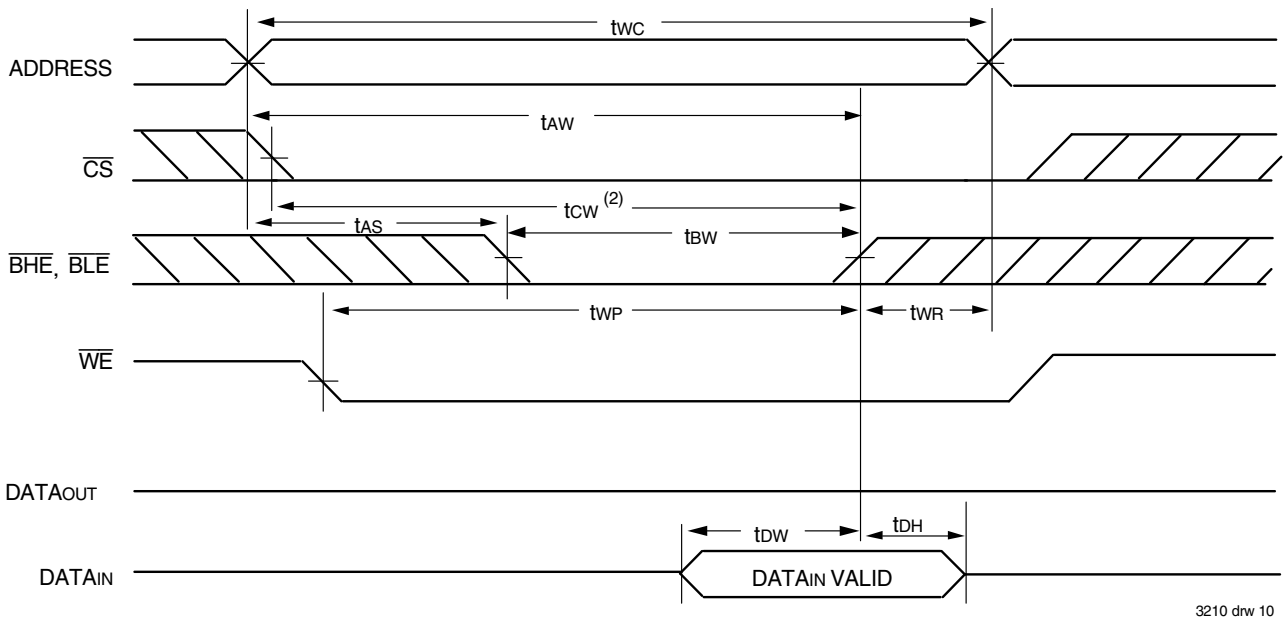 tWC
ADDRESS
tAW
CS
tCW (2)
tAS
tBW
BHE, BLE
tWP
tWR
WE
DATAOUT
tDW
tDH
DATAIN
DATAIN VALID
3210 drw 10